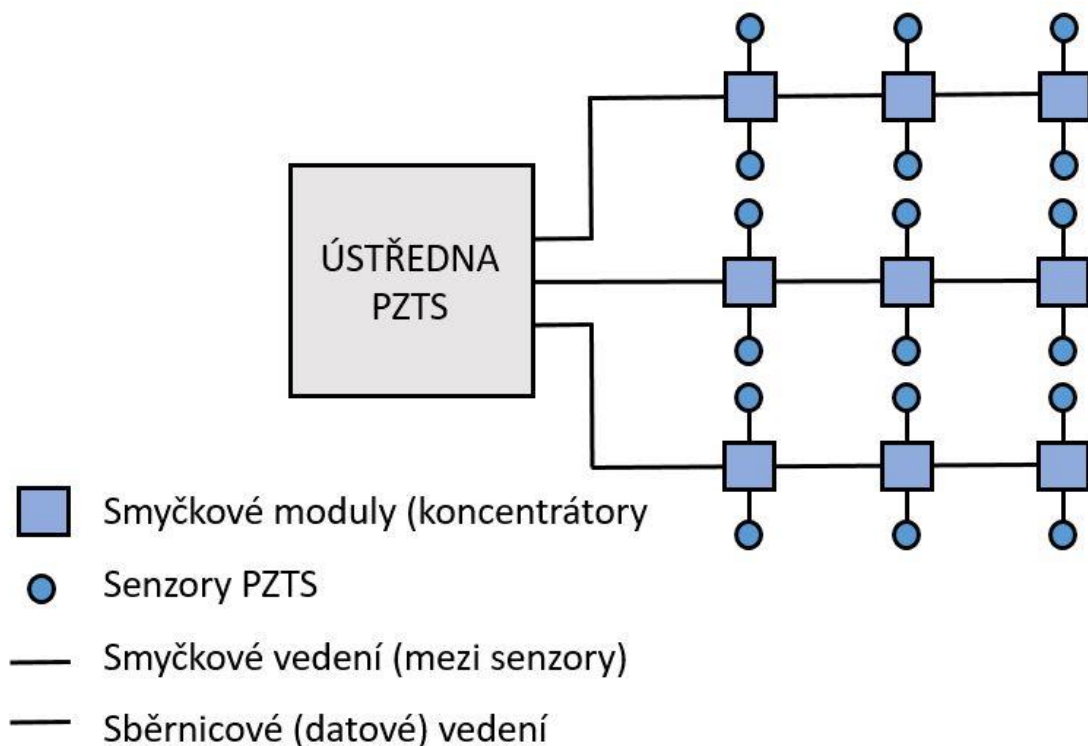 ÚSTŘEDNA
PZTS
Smyčkové moduly (koncentrátory
Senzory PZTS
Smyčkové vedení (mezi senzory)
Sběrnicové (datové) vedení